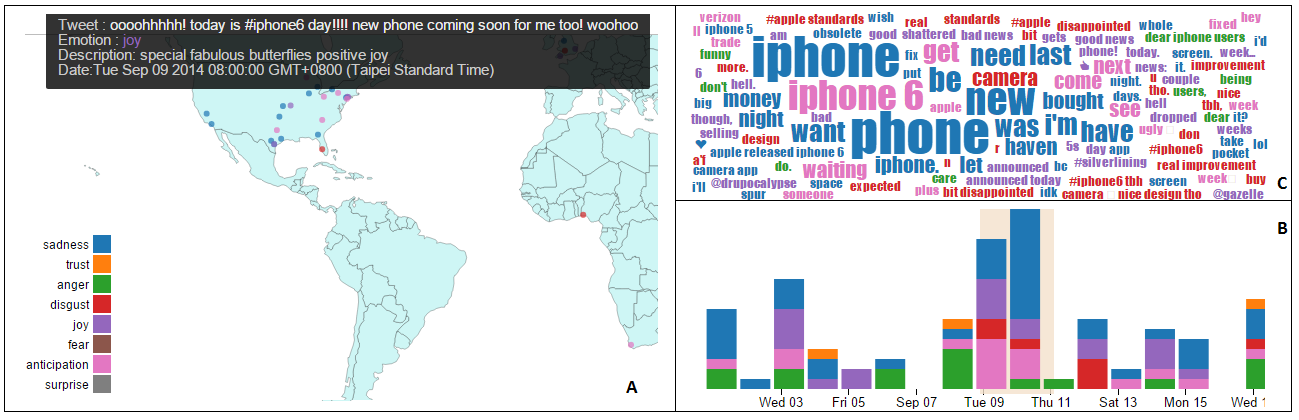 Tweet : oooohhhhh! today is #iphone6 day!!!! new phone coming soon for me too! woohoo
Emotion : joy
Description: special fabulous butterflies positive joy
Date:Tue Sep 09 2014 08:00:00 GMT+0800 (Taipei Standard Time)
sadness
trust
anger
disgust
joy
fear
anticipation
surprise
A
verizon #apple standards wish real standards #apple disappointed whole fixed hey
ll iphone 5 am obsolete good shattered bad news bit gets good news dear iphone users i'd
trade
funny iphone fix get need last phone! today. screen. week..
6 more. put be camera come next news: it. improvement
don't hell. night. u couple being
big money iphone 6 apple new bought days. see tho. users, nice
though, night bad hell tbh, week
selling design want phone was i'm have ugly dropped dear it?
don weeks
♥ apple released iphone 6 r haven 5s day app #iphone6 take lol
a'f do. waiting iphone. n let announced bc #silverlining real improvement pocket
camera app
i'll @drupocalypse space expected care announced today #iphone6 tbh screen week buy
spur someone plus bit disappointed idk camera nice design tho @gazelle
C
B
Wed 03
Fri 05
Sep 07
Tue 09
Thu 11
Sat 13
Mon 15
Wed 1